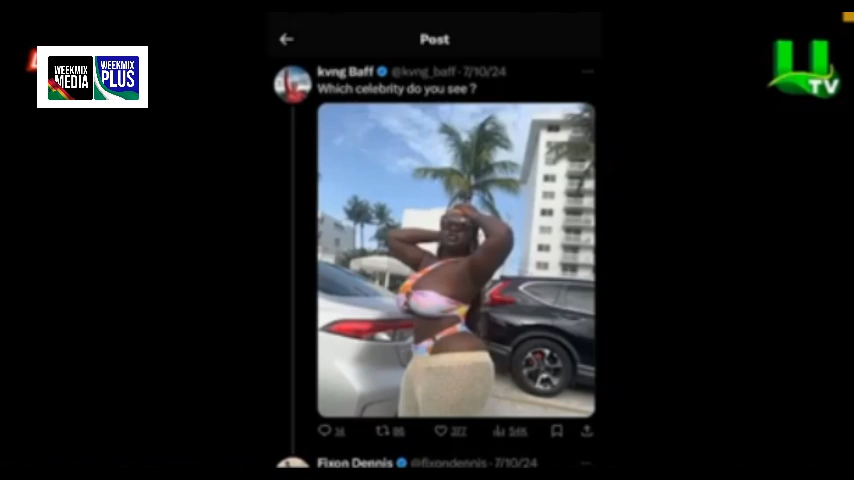 WEEKMIX
MEDIA
WEEKMIX
PLUS
Post
U
TV
kvng Baff @kvng_baff · 7/10/24
Which celebrity do you see ?
Fixon Dennis @fixondennis · 7/10/24